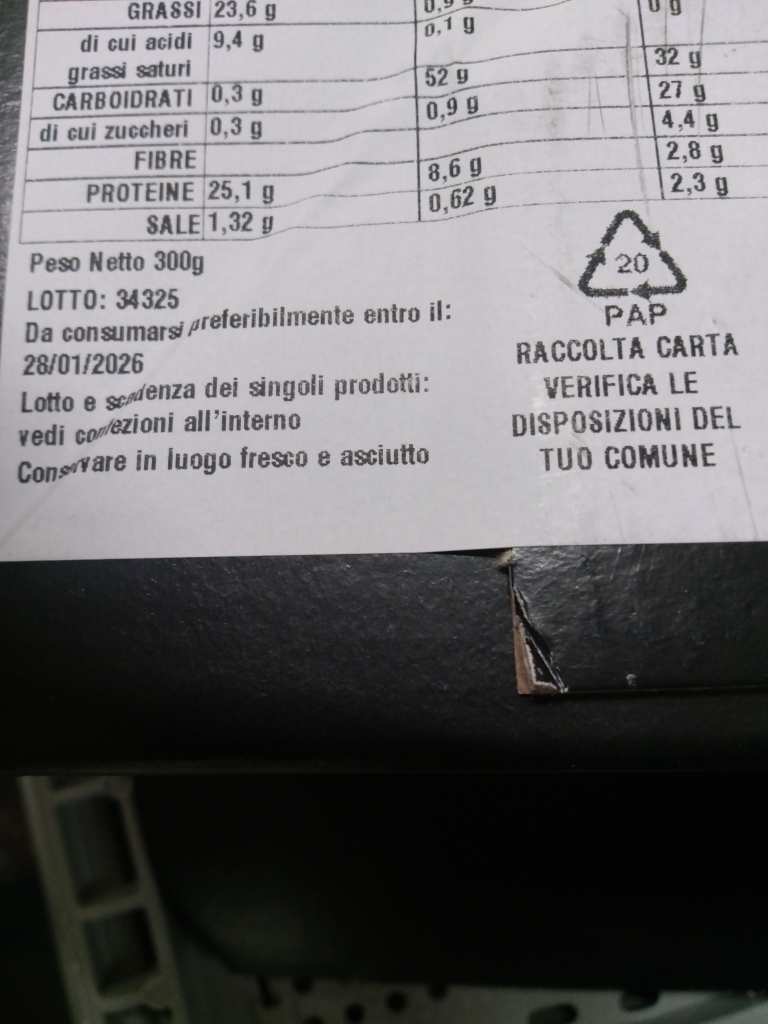 GRASSI 23,6 g 0,9 g 0 g
di cui acidi 9,4 g 0,1 g
grassi saturi 52 g 32 g
CARBOIDRATI 0,3 g 0,9 g 27 g
di cui zuccheri 0,3 g 4,4 g
FIBRE 8,6 g 2,8 g
PROTEINE 25,1 g 0,62 g 2,3 g
SALE 1,32 g
Peso Netto 300g
LOTTO: 34325
Da consumarsi preferibilmente entro il:
28/01/2026
Lotto e scadenza dei singoli prodotti:
vedi confezioni all'interno
Conservare in luogo fresco e asciutto
20
PAP
RACCOLTA CARTA
VERIFICA LE
DISPOSIZIONI DEL
TUO COMUNE